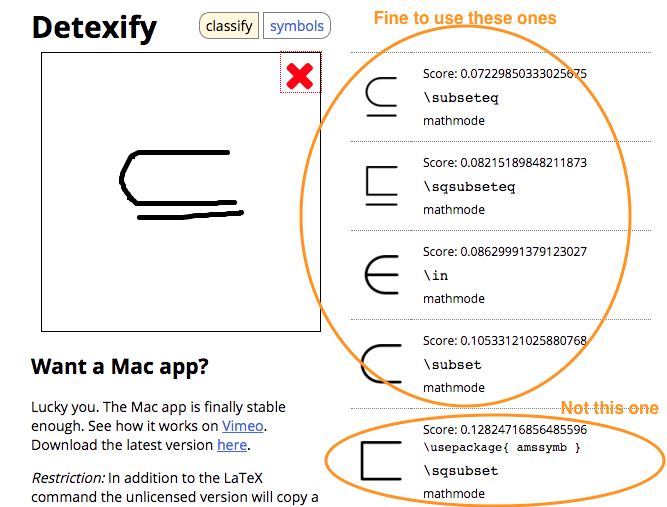 Detexify
classify
symbols
Fine to use these ones
Score: 0.07229850333025675
\subseteq
mathmode
Score: 0.08215189848211873
\sqsubseteq
mathmode
Score: 0.08629991379123027
\in
mathmode
Score: 0.10533121025880768
\subset
mathmode
Not this one
Score: 0.12824716856485596
\usepackage{ amssymb }
\sqsubset
mathmode
Want a Mac app?
Lucky you. The Mac app is finally stable
enough. See how it works on Vimeo.
Download the latest version here.
Restriction: In addition to the LaTeX
command the unlicensed version will copy a